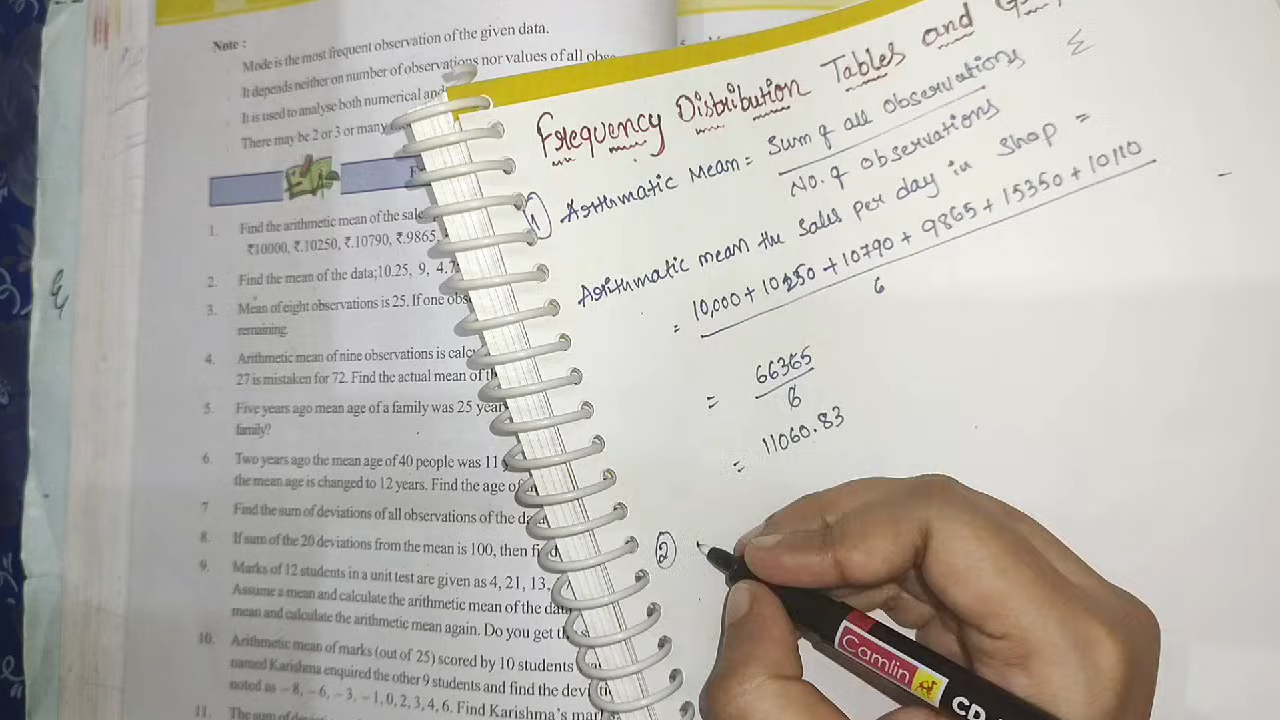 Note :
Mode is the most frequent observation of the given data.
It depends neither on number of observations nor values of all
It is used to analyse both numerical and
There may be 2 or 3 or many
1. Find the arithmetic mean of the sale
₹10000, ₹.10250, ₹.10790, ₹.9865,
2. Find the mean of the data;10.25, 9, 4.7
3. Mean of eight observations is 25. If one obs
remaining.
4. Arithmetic mean of nine observations is calc
27 is mistaken for 72. Find the actual mean of th
5. Five years ago mean age of a family was 25 year
family?
6. Two years ago the mean age of 40 people was 11
the mean age is changed to 12 years. Find the age of
7 Find the sum of deviations of all observations of the da
8. If sum of the 20 deviations from the mean is 100, then fi
9. Marks of 12 students in a unit test are given as 4, 21, 13,
Assume a mean and calculate the arithmetic mean of the data
mean and calculate the arithmetic mean again. Do you get t
10. Arithmetic mean of marks (out of 25) scored by 10 students
named Karishma enquired the other 9 students and find the devi
noted as −8, −6, −3, −1, 0, 2, 3, 4, 6. Find Karishma's mar
11. The sum of
Frequency Distribution Tables and
1 Arithmatic Mean = Sum of all observations
No. of observations
Arithmatic mean the sales per day in shop =
= 10,000 + 10250 + 10790 + 9865 + 15350 + 10110
6
= 66365
6
= 11060.83
2
Camlin
CD